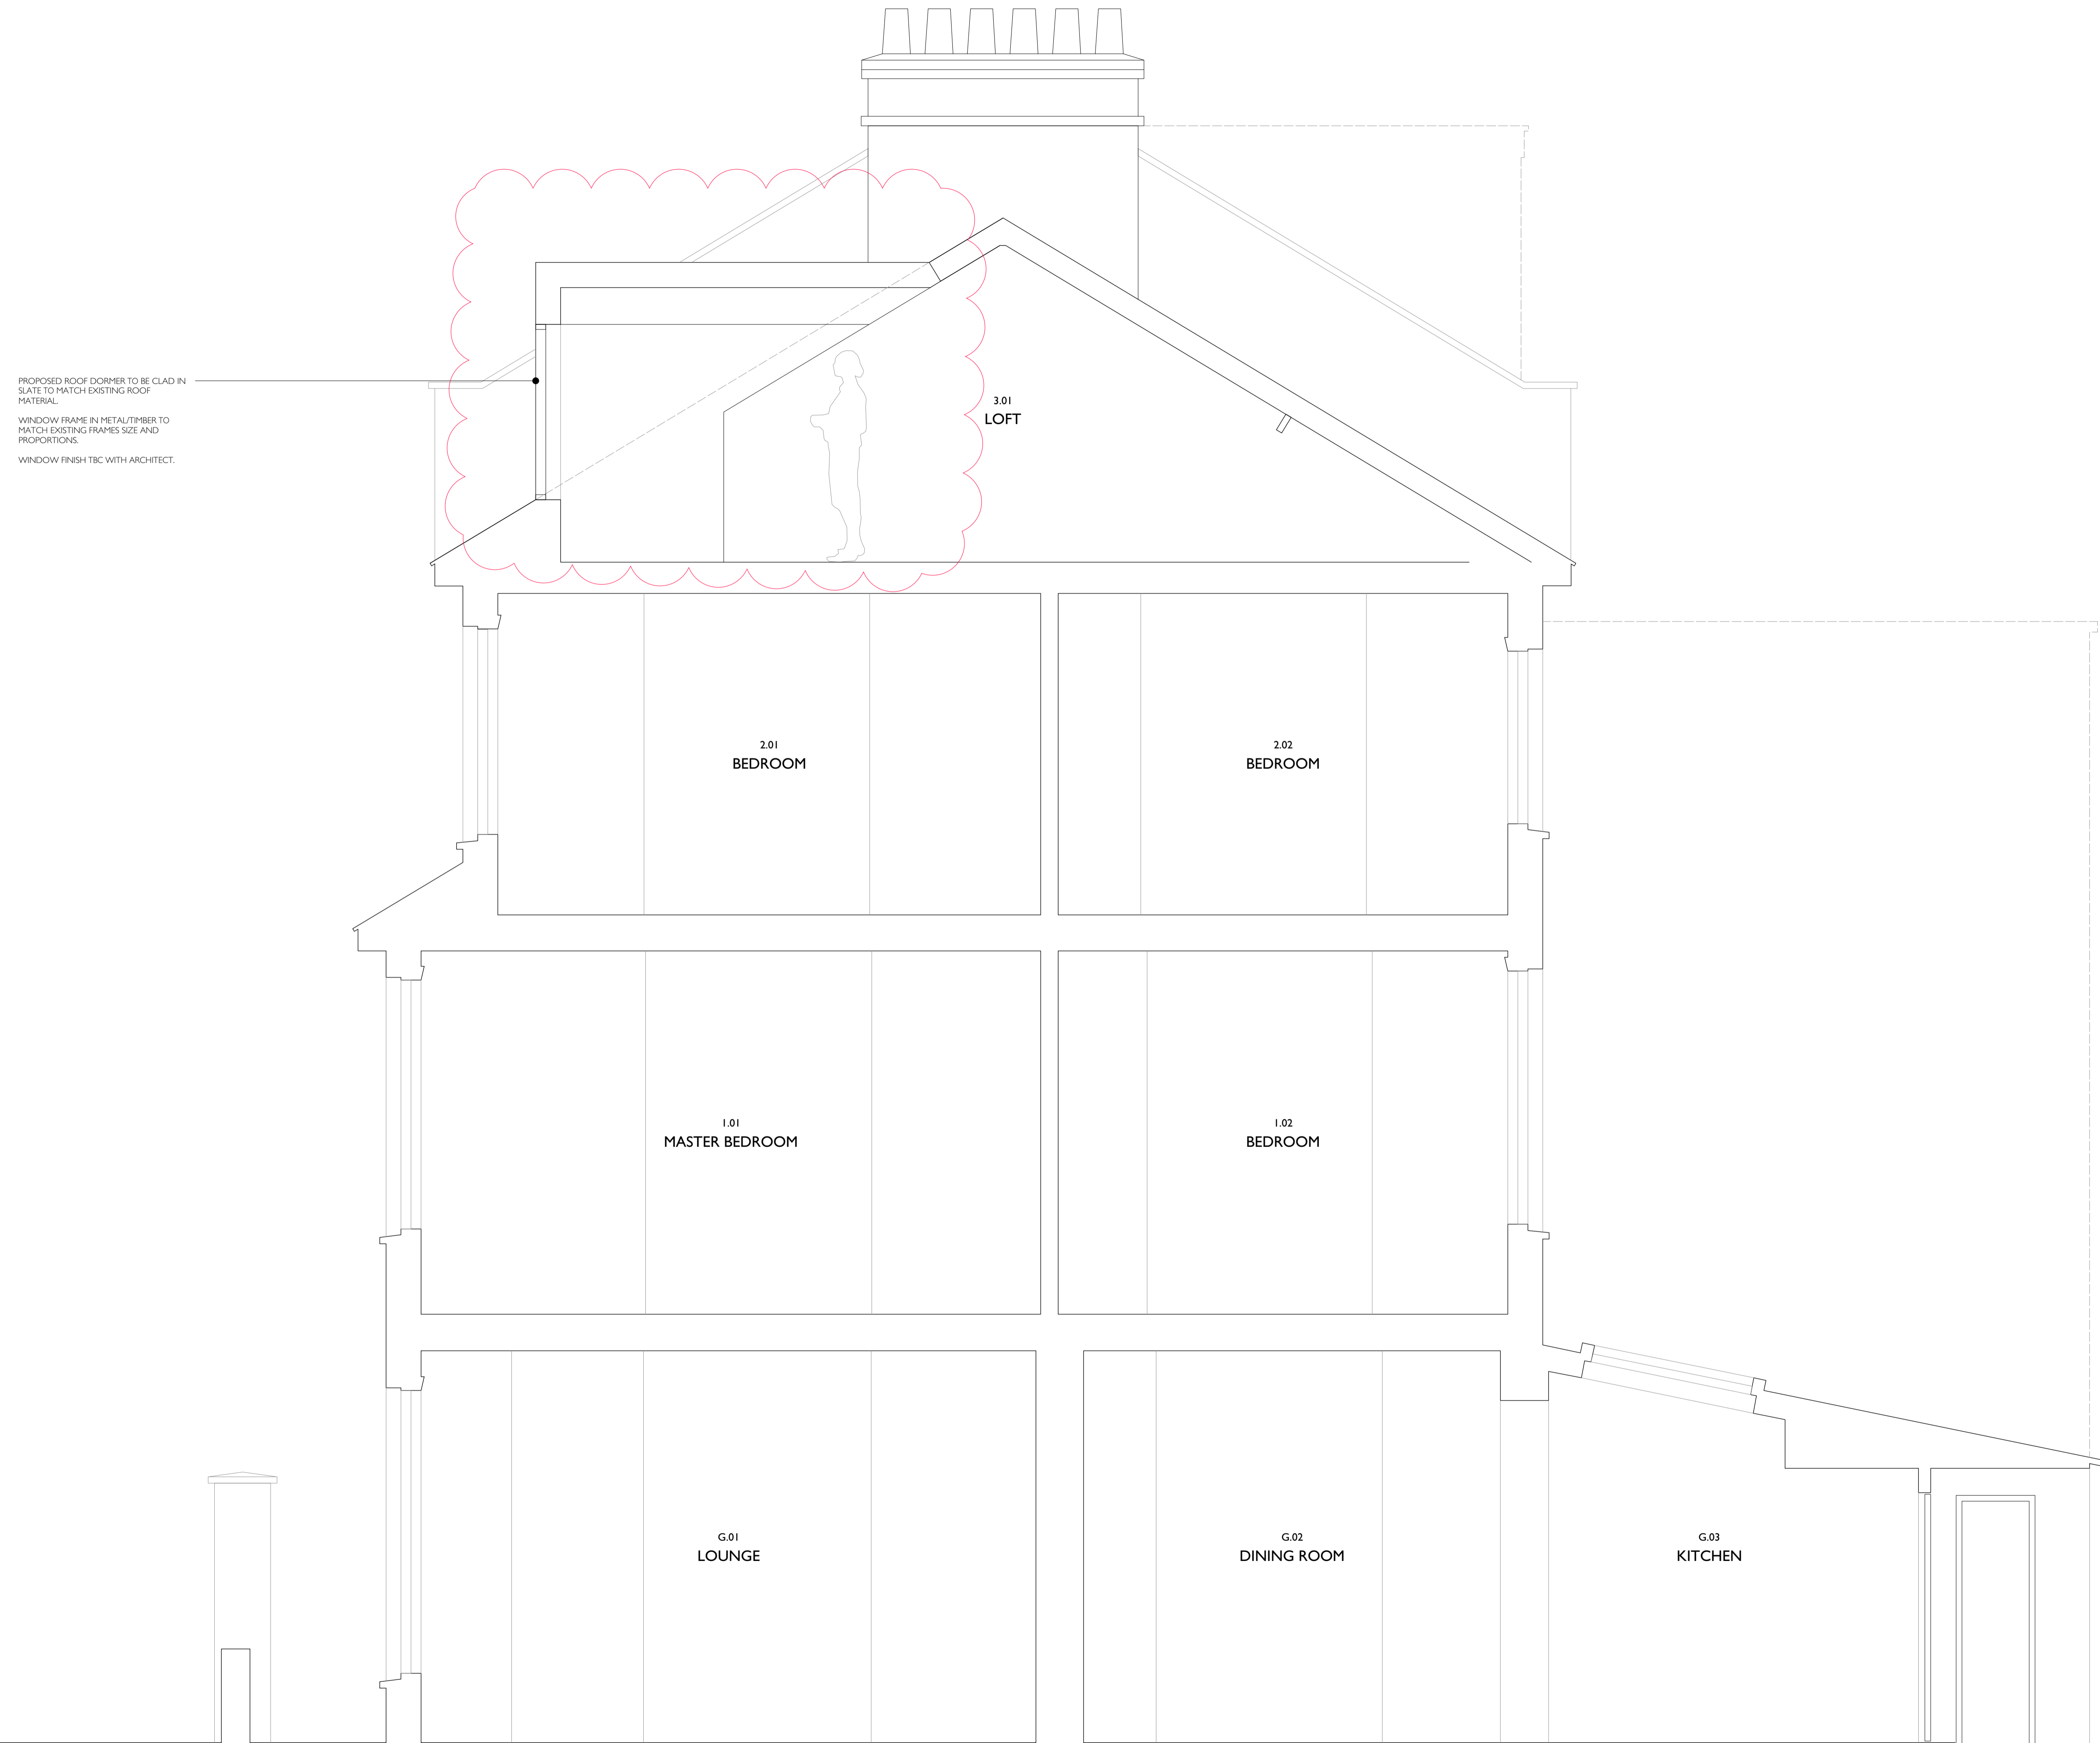 PROPOSED ROOF DORMER TO BE CLAD IN
SLATE TO MATCH EXISTING ROOF
MATERIAL.
WINDOW FRAME IN METAL/TIMBER TO
MATCH EXISTING FRAMES SIZE AND
PROPORTIONS.
WINDOW FINISH TBC WITH ARCHITECT.
3.01
LOFT
2.01
BEDROOM
2.02
BEDROOM
1.01
MASTER BEDROOM
1.02
BEDROOM
G.01
LOUNGE
G.02
DINING ROOM
G.03
KITCHEN